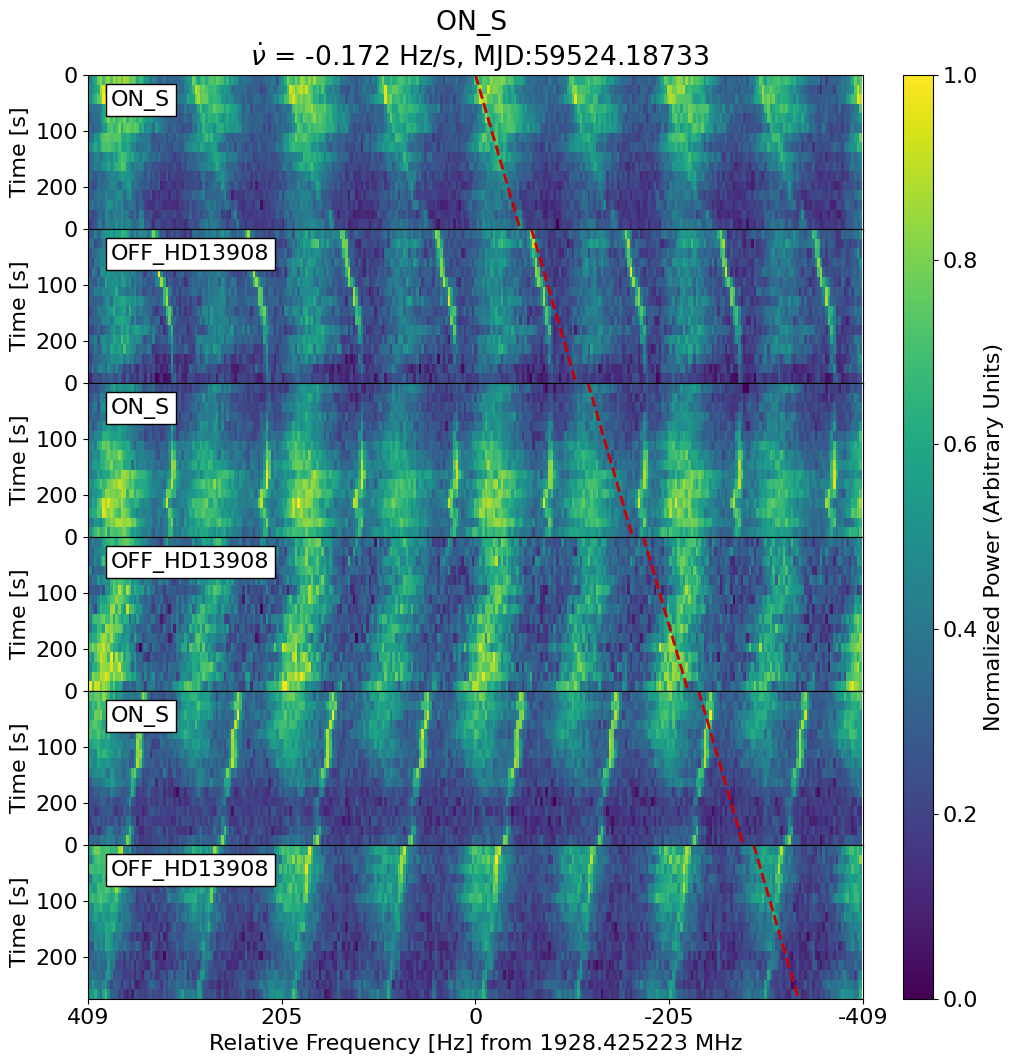 ON_S
ν̇ = -0.172 Hz/s, MJD:59524.18733
0
100
200
Time [s]
ON_S
0
100
200
Time [s]
OFF_HD13908
0
100
200
Time [s]
ON_S
0
100
200
Time [s]
OFF_HD13908
0
100
200
Time [s]
ON_S
0
100
200
Time [s]
OFF_HD13908
409
205
0
-205
-409
Relative Frequency [Hz] from 1928.425223 MHz
1.0
0.8
0.6
0.4
0.2
0.0
Normalized Power (Arbitrary Units)